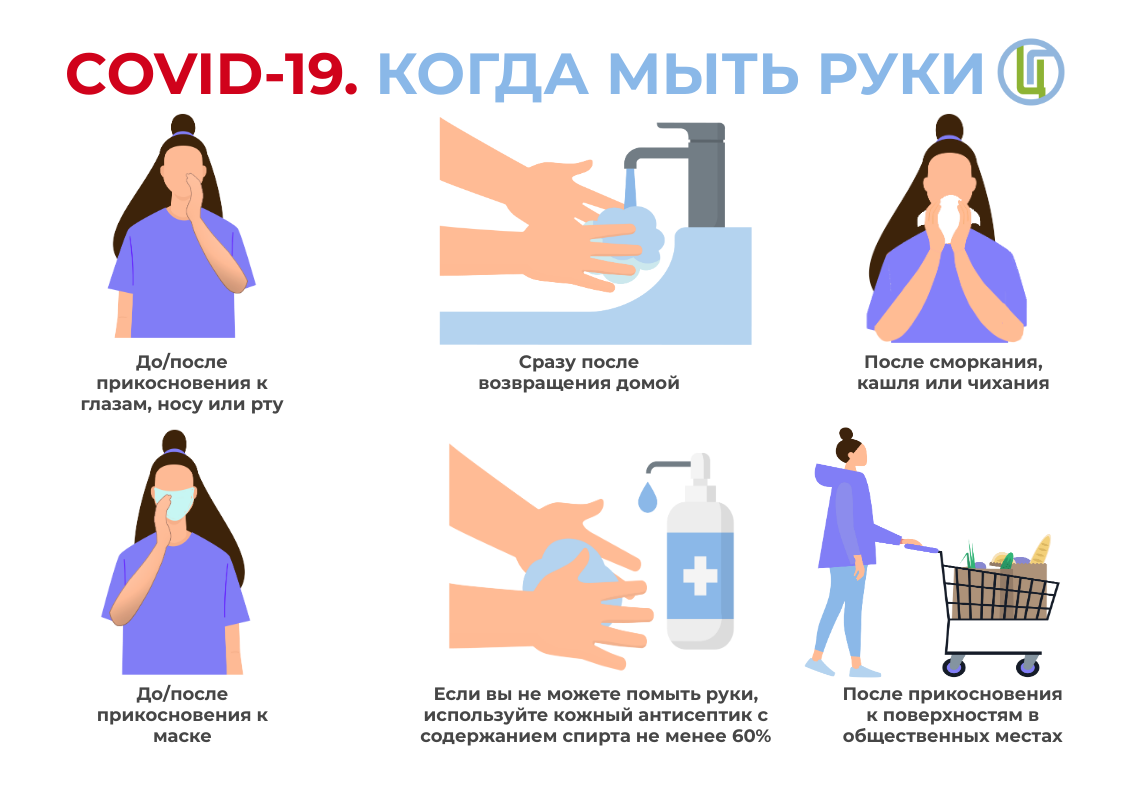 COVID-19. КОГДА МЫТЬ РУКИ
До/после
прикосновения к
глазам, носу или рту
Сразу после
возвращения домой
После сморкания,
кашля или чихания
До/после
прикосновения к
маске
Если вы не можете помыть руки,
используйте кожный антисептик с
содержанием спирта не менее 60%
После прикосновения
к поверхностям в
общественных местах